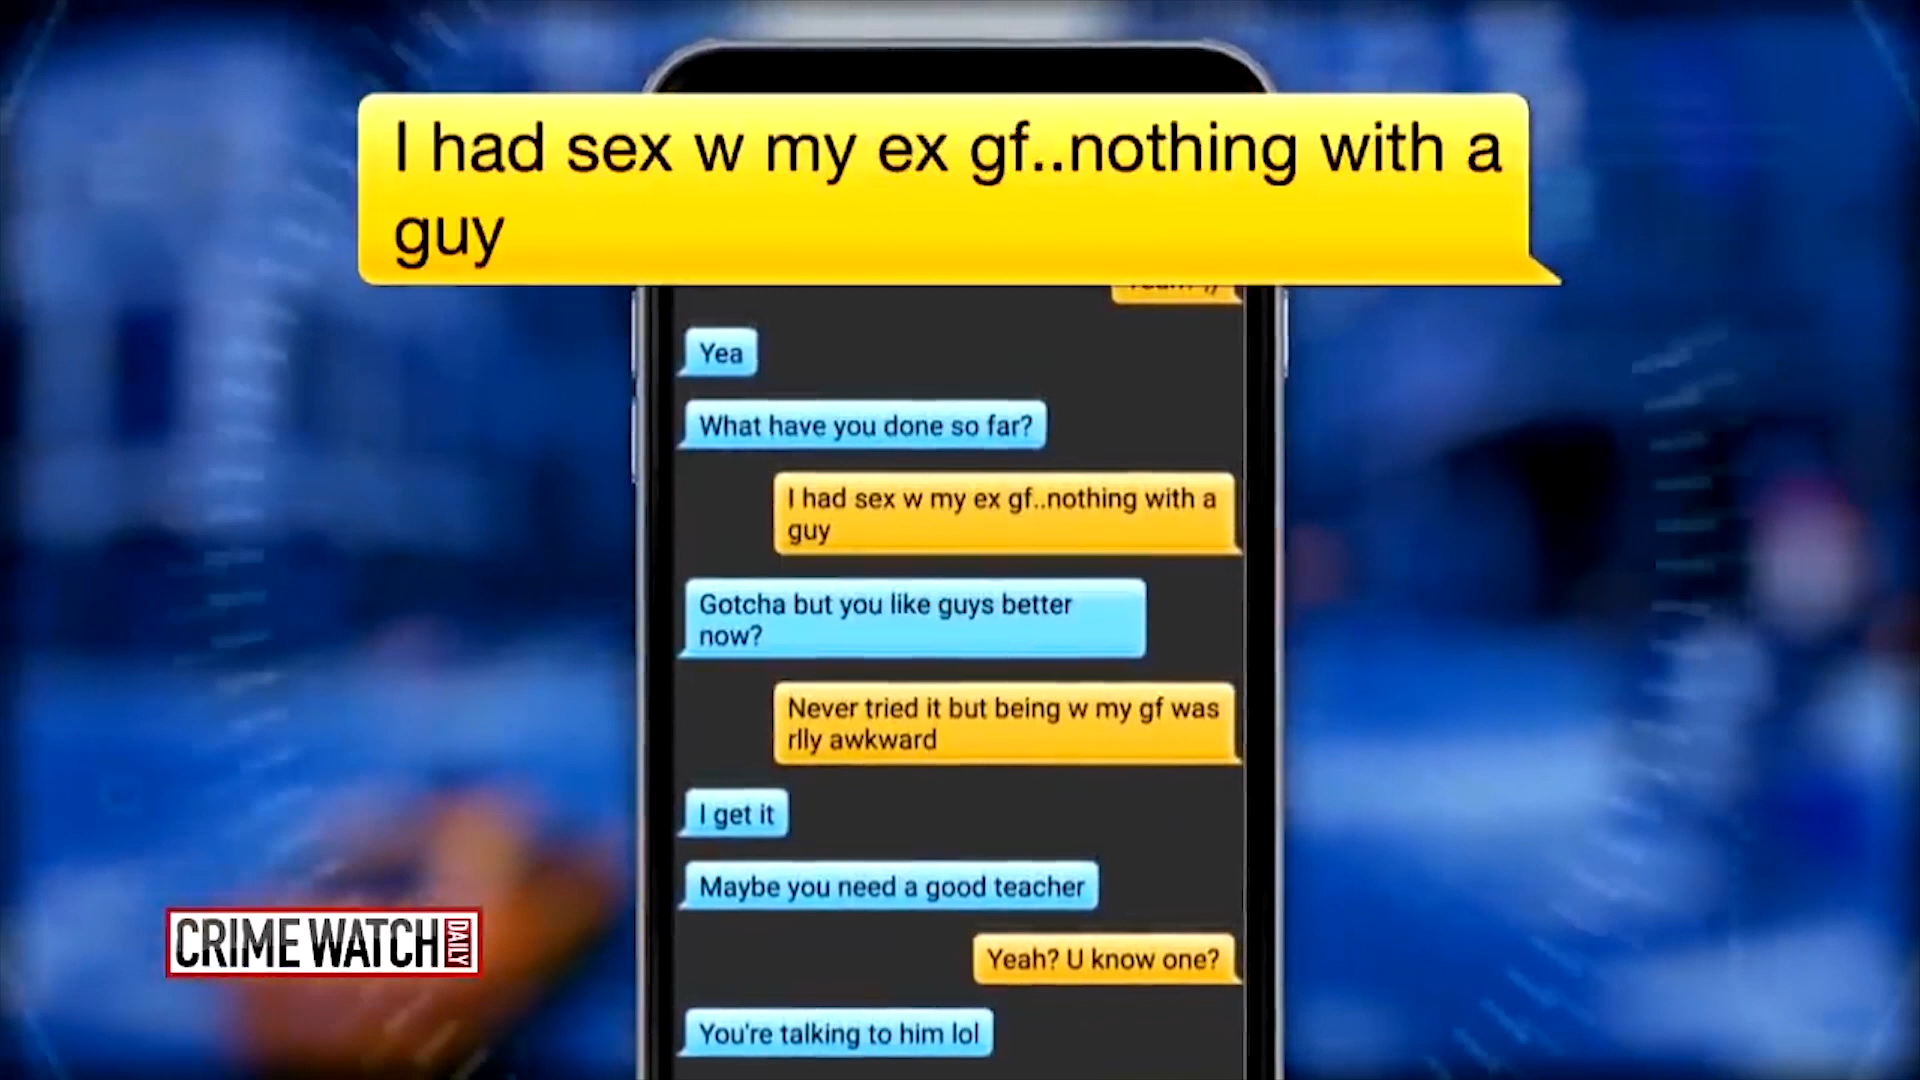 I had sex w my ex gf..nothing with a
guy
Yea
What have you done so far?
I had sex w my ex gf..nothing with a
guy
Gotcha but you like guys better
now?
Never tried it but being w my gf was
rlly awkward
I get it
Maybe you need a good teacher
Yeah? U know one?
You're talking to him lol
CRIME WATCH DAILY